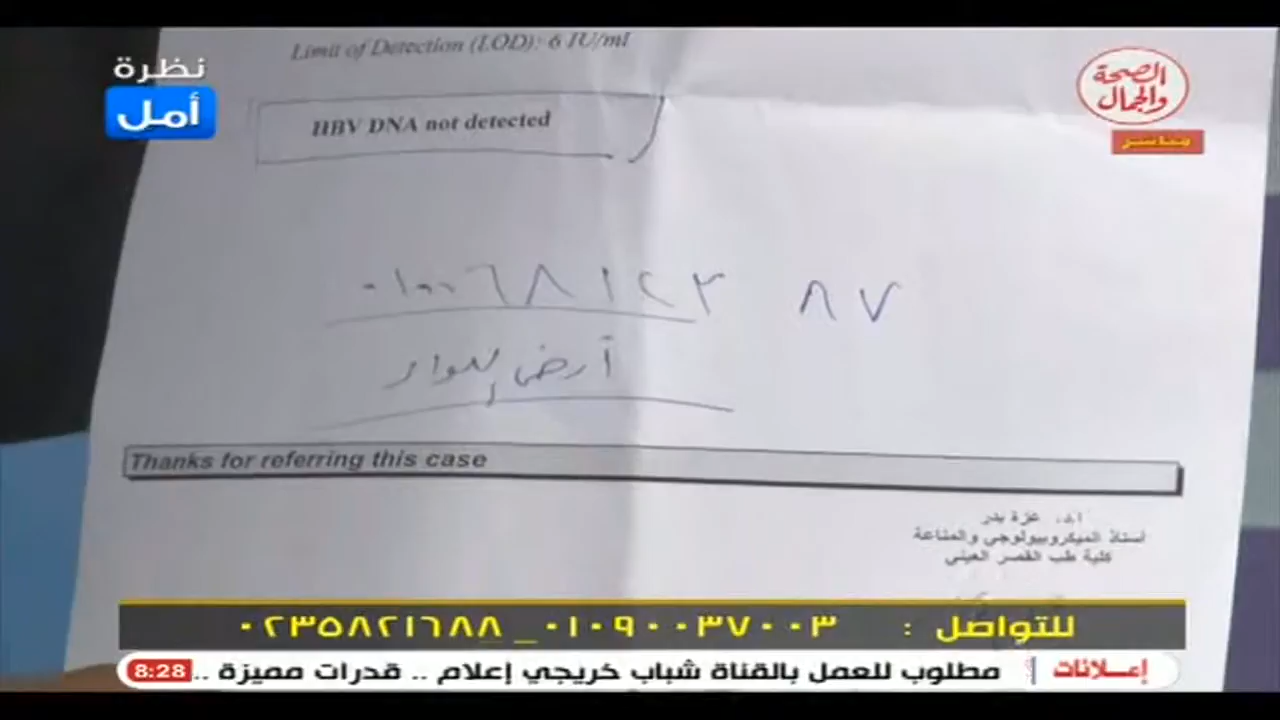 Limit of Detection (LOD): 6 IU/ml
نظرة
أمل
الصحة
والجمال
مباشر
HBV DNA not detected
٠١٠٠٦٨١٢٣ ٨٧
أرض اللواء
Thanks for referring this case
أ.د. عزة بدر
أستاذ الميكروبيولوجي والمناعة
كلية طب القصر العيني
للتواصل : ٠١٠٩٠٠٣٧٠٠٣ _ ٠٢٣٥٨٢١٦٨٨
إعلانات مطلوب للعمل بالقناة شباب خريجي إعلام .. قدرات مميزة .. 8:28